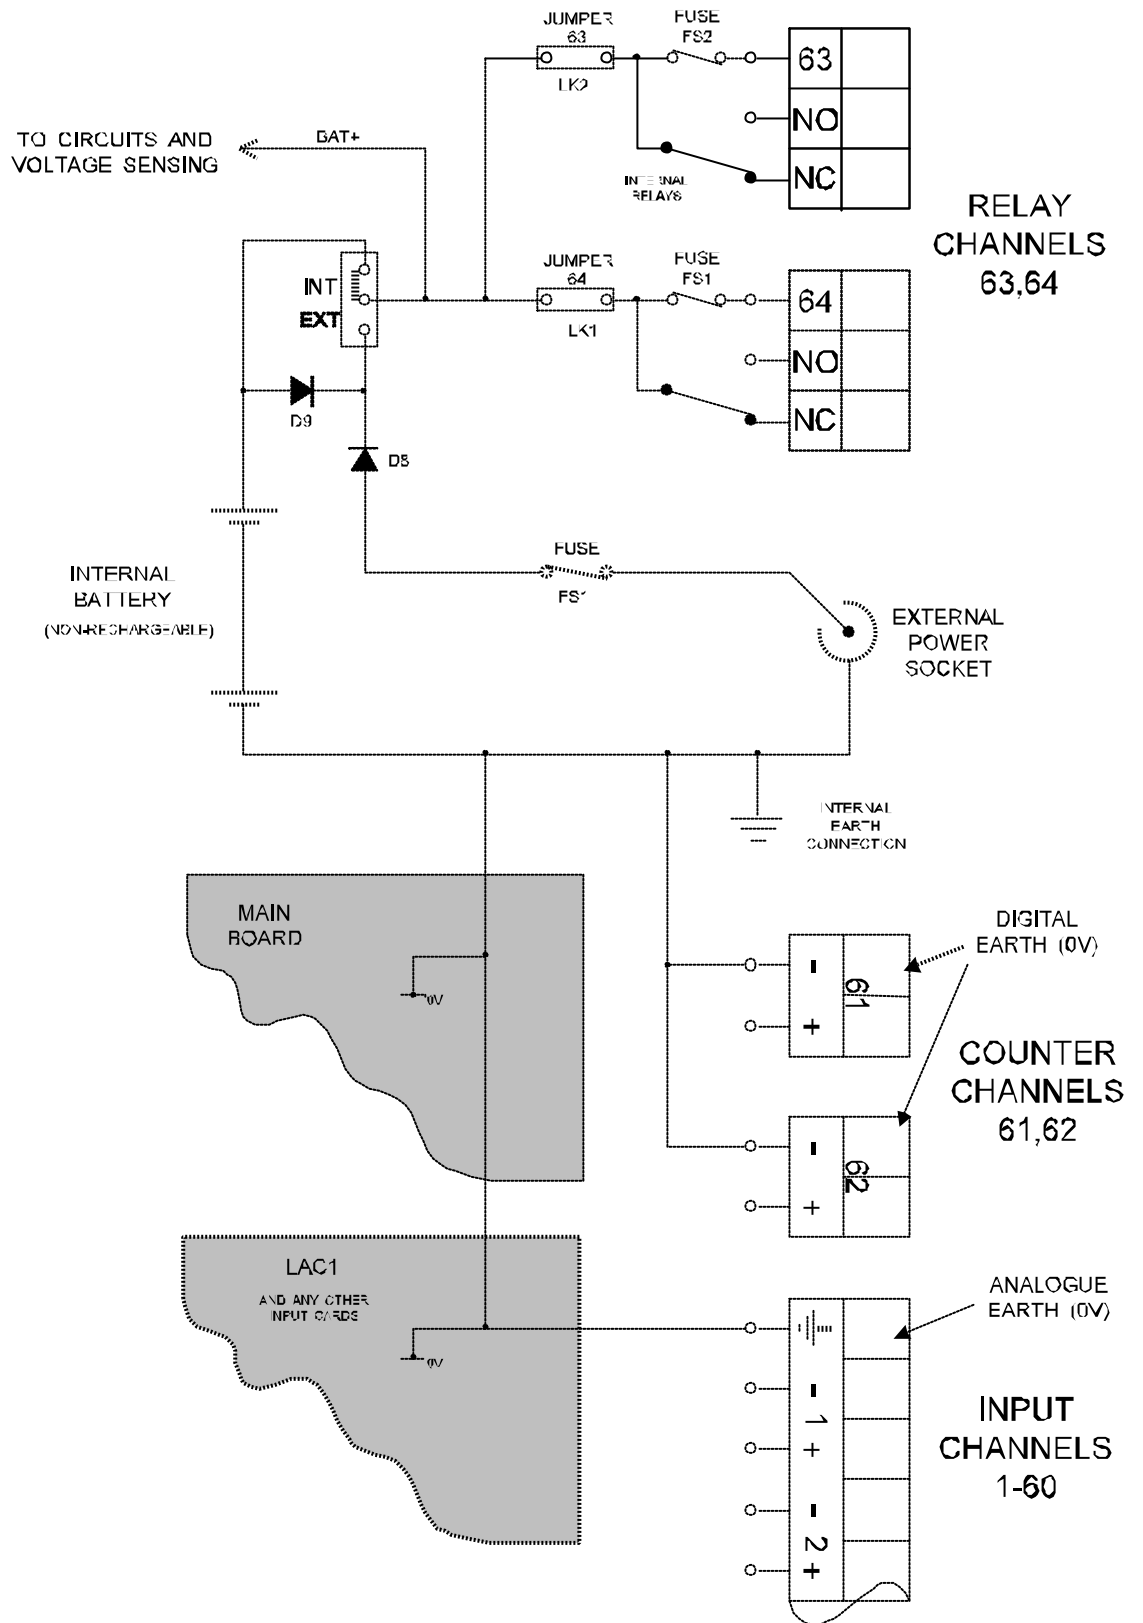 JUMPER
63
FUSE
FS2
LK2
63
NO
NC
TO CIRCUITS AND
VOLTAGE SENSING
BAT+
INTERNAL
RELAYS
RELAY
CHANNELS
63,64
INT
EXT
JUMPER
64
FUSE
FS1
LK1
64
NO
NC
D9
D8
INTERNAL
BATTERY
(NON-RECHARGEABLE)
FUSE
FS1
EXTERNAL
POWER
SOCKET
INTERNAL
EARTH
CONNECTION
MAIN
BOARD
0V
DIGITAL
EARTH (0V)
-
61
+
COUNTER
CHANNELS
61,62
-
62
+
LAC1
AND ANY OTHER
INPUT CARDS
0V
ANALOGUE
EARTH (0V)
-
1
+
-
2
+
INPUT
CHANNELS
1-60